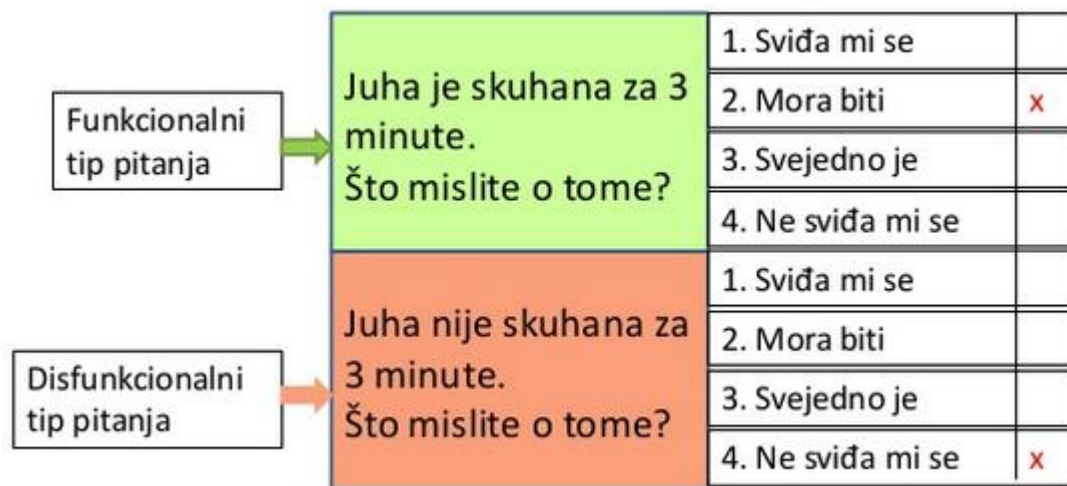 Funkcionalni
tip pitanja
Juha je skuhana za 3
minute.
Što mislite o tome?
1. Sviđa mi se
2. Mora biti x
3. Svejedno je
4. Ne sviđa mi se
Disfunkcionalni
tip pitanja
Juha nije skuhana za
3 minute.
Što mislite o tome?
1. Sviđa mi se
2. Mora biti
3. Svejedno je
4. Ne sviđa mi se x